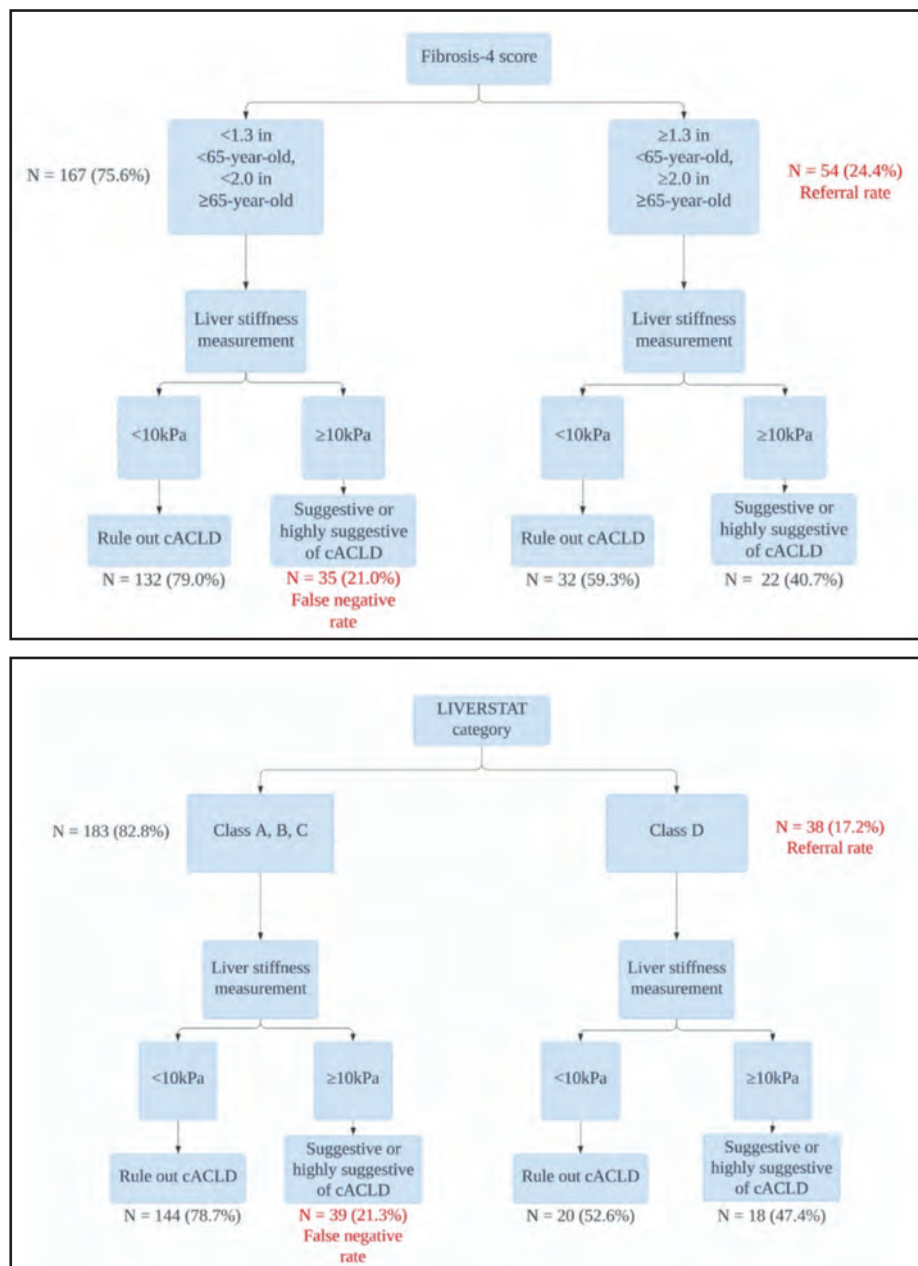 Fibrosis-4 score
<1.3 in
<65-year-old,
<2.0 in
≥65-year-old
N = 167 (75.6%)
≥1.3 in
<65-year-old,
≥2.0 in
≥65-year-old
N = 54 (24.4%)
Referral rate
Liver stiffness
measurement
Liver stiffness
measurement
<10kPa
≥10kPa
<10kPa
≥10kPa
Rule out cACLD
N = 132 (79.0%)
Suggestive or
highly suggestive
of cACLD
N = 35 (21.0%)
False negative
rate
Rule out cACLD
N = 32 (59.3%)
Suggestive or
highly suggestive
of cACLD
N = 22 (40.7%)
LIVERSTAT
category
N = 183 (82.8%)
Class A, B, C
Class D
N = 38 (17.2%)
Referral rate
Liver stiffness
measurement
Liver stiffness
measurement
<10kPa
≥10kPa
<10kPa
≥10kPa
Rule out cACLD
N = 144 (78.7%)
Suggestive or
highly suggestive
of cACLD
N = 39 (21.3%)
False negative
rate
Rule out cACLD
N = 20 (52.6%)
Suggestive or
highly suggestive
of cACLD
N = 18 (47.4%)